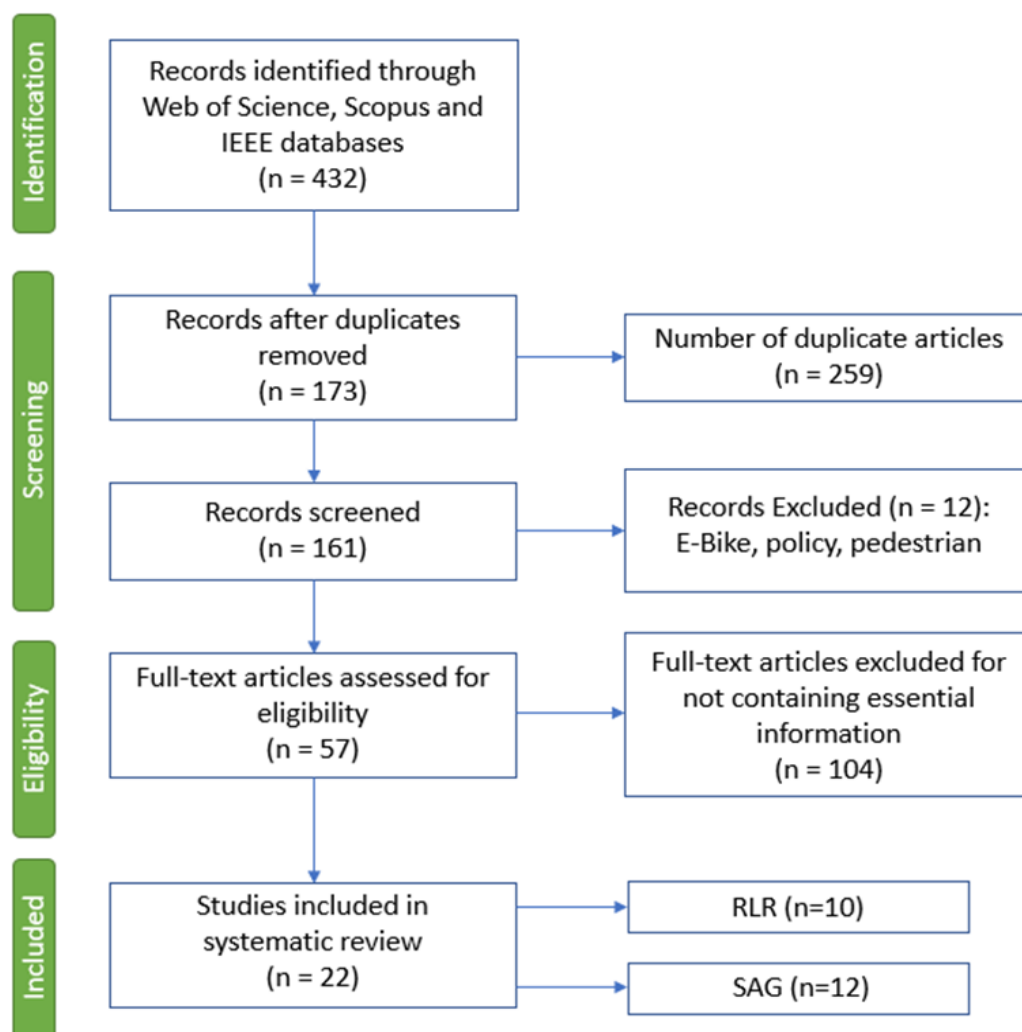 Identification
Records identified through
Web of Science, Scopus and
IEEE databases
(n = 432)
Screening
Records after duplicates
removed
(n = 173)
Number of duplicate articles
(n = 259)
Records screened
(n = 161)
Records Excluded (n = 12):
E-Bike, policy, pedestrian
Eligibility
Full-text articles assessed for
eligibility
(n = 57)
Full-text articles excluded for
not containing essential
information
(n = 104)
Included
Studies included in
systematic review
(n = 22)
RLR (n=10)
SAG (n=12)